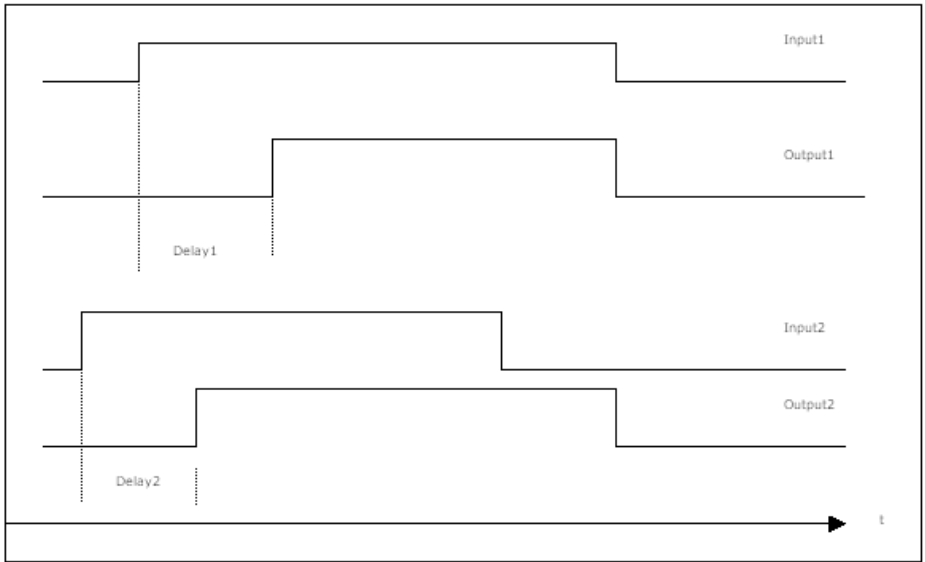 Input1
Output1
Delay1
Input2
Output2
Delay2
t